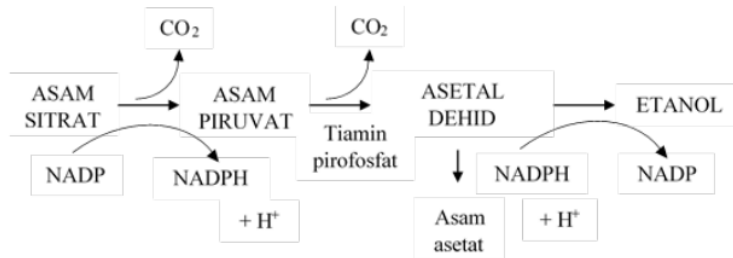 CO₂
CO₂
ASAM
SITRAT
ASAM
PIRUVAT
ASETAL
DEHID
ETANOL
Tiamin
pirofosfat
NADP
NADPH
+ H⁺
Asam
asetat
NADPH
+ H⁺
NADP